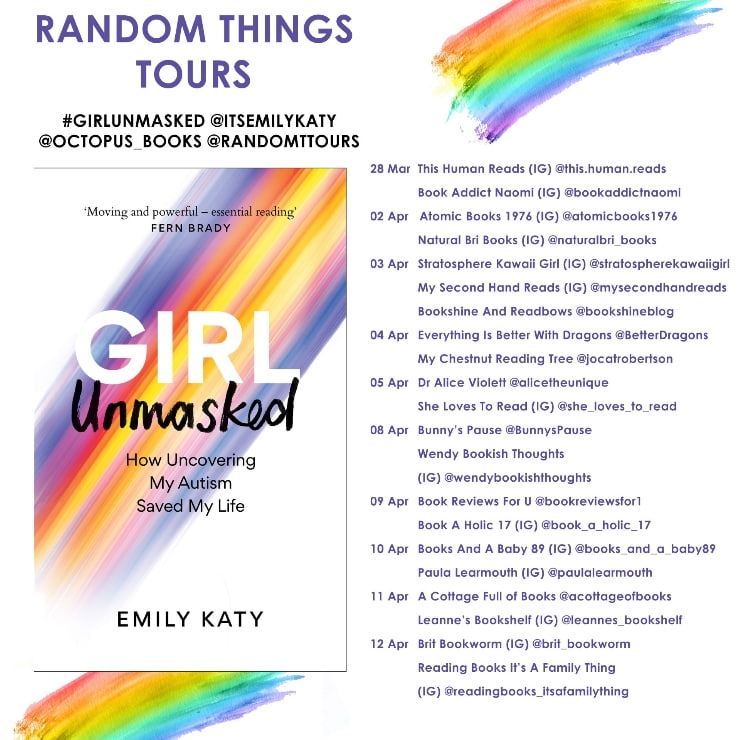 RANDOM THINGS
TOURS
#GIRLUNMASKED @ITSEMILYKATY
@OCTOPUS_BOOKS @RANDOMTTOURS
‘Moving and powerful – essential reading’
FERN BRADY
GIRL
Unmasked
How Uncovering
My Autism
Saved My Life
EMILY KATY
28 Mar This Human Reads (IG) @this.human.reads
Book Addict Naomi (IG) @bookaddictnaomi
02 Apr Atomic Books 1976 (IG) @atomicbooks1976
Natural Bri Books (IG) @naturalbri_books
03 Apr Stratosphere Kawaii Girl (IG) @stratospherekawaiigirl
My Second Hand Reads (IG) @mysecondhandreads
Bookshine And Readbows @bookshineblog
04 Apr Everything Is Better With Dragons @BetterDragons
My Chestnut Reading Tree @jocatrobertson
05 Apr Dr Alice Violett @alicetheunique
She Loves To Read (IG) @she_loves_to_read
08 Apr Bunny’s Pause @BunnysPause
Wendy Bookish Thoughts
(IG) @wendybookishthoughts
09 Apr Book Reviews For U @bookreviewsfor1
Book A Holic 17 (IG) @book_a_holic_17
10 Apr Books And A Baby 89 (IG) @books_and_a_baby89
Paula Learmouth (IG) @paulalearmouth
11 Apr A Cottage Full of Books @acottageofbooks
Leanne’s Bookshelf (IG) @leannes_bookshelf
12 Apr Brit Bookworm (IG) @brit_bookworm
Reading Books It’s A Family Thing
(IG) @readingbooks_itsafamilything